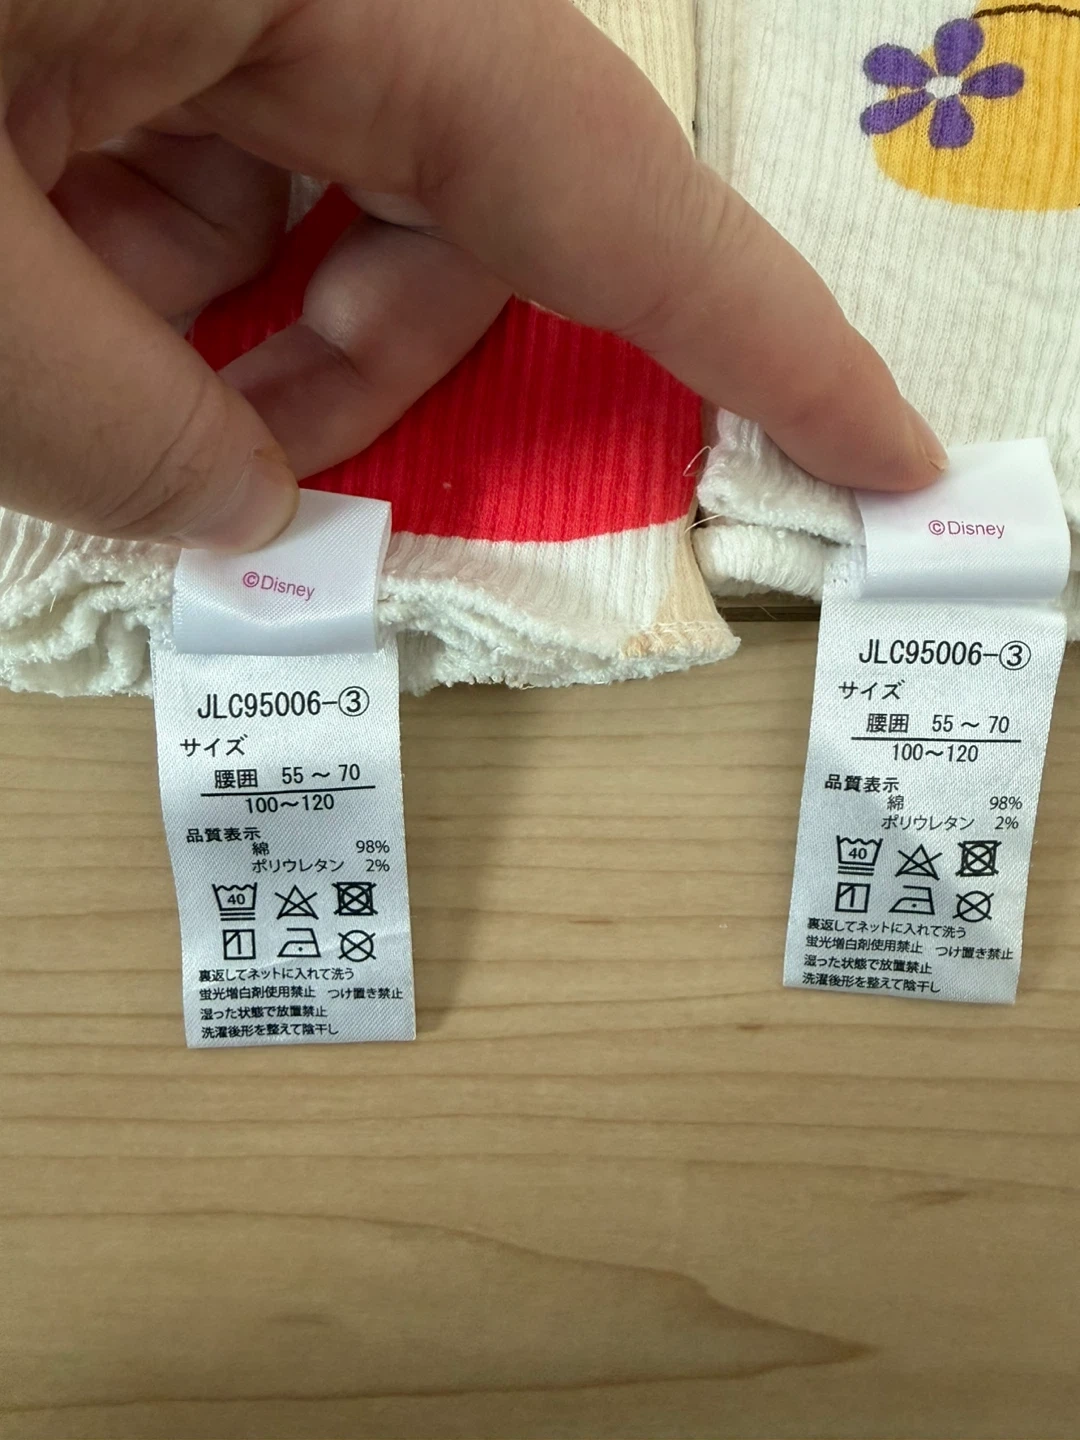 ©Disney
JLC95006-③
サイズ
腰囲 55～70
100～120
品質表示
綿 98%
ポリウレタン 2%
40
1
裏返してネットに入れて洗う
蛍光増白剤使用禁止 つけ置き禁止
湿った状態で放置禁止
洗濯後形を整えて陰干し
©Disney
JLC95006-③
サイズ
腰囲 55～70
100～120
品質表示
綿 98%
ポリウレタン 2%
40
1
裏返してネットに入れて洗う
蛍光増白剤使用禁止 つけ置き禁止
湿った状態で放置禁止
洗濯後形を整えて陰干し